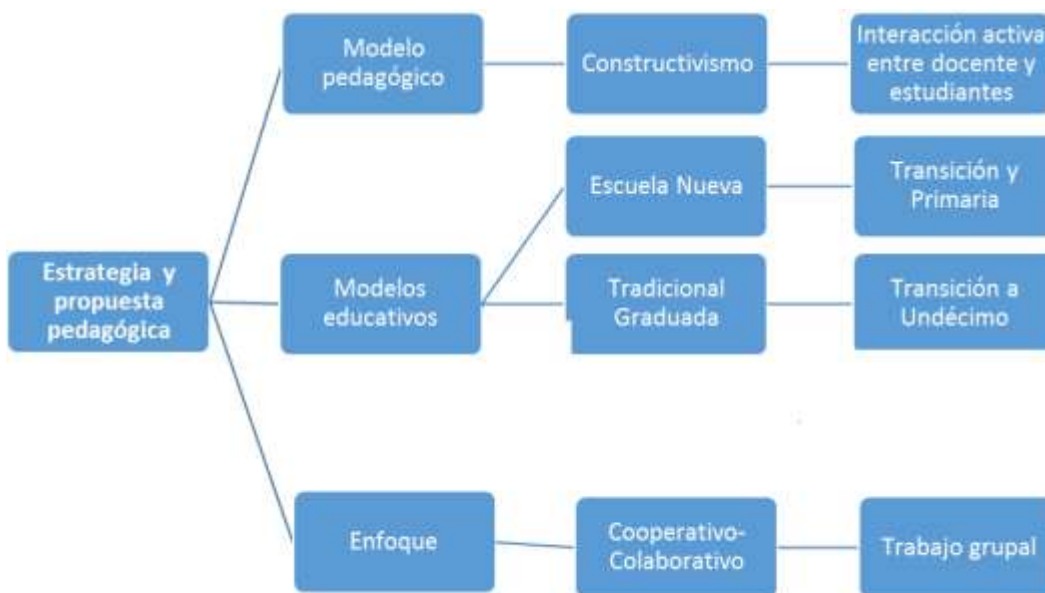 Modelo
pedagógico
Constructivismo
Interacción activa
entre docente y
estudiantes
Escuela Nueva
Transición y
Primaria
Estrategia y
propuesta
pedagógica
Modelos
educativos
Tradicional
Graduada
Transición a
Undécimo
Enfoque
Cooperativo-
Colaborativo
Trabajo grupal